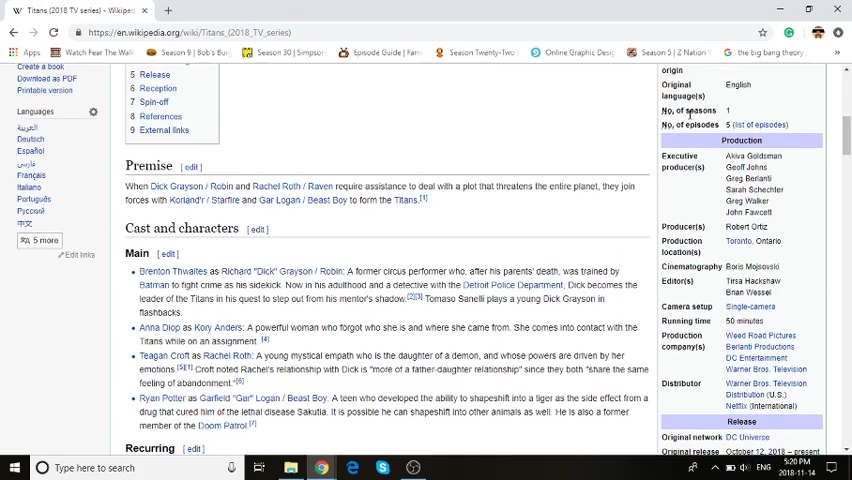 Titans (2018 TV series) - Wikiped
https://en.wikipedia.org/wiki/Titans_(2018_TV_series)
Apps
Watch Fear The Walk
Season 9 | Bob's Burg
Season 30 | Simpson
Episode Guide | Fam
Season Twenty-Two
Online Graphic Desig
Season 5 | Z Nation
the big bang theory
Create a book
Download as PDF
Printable version
Languages
العربية
Deutsch
Español
فارسی
Français
Italiano
Português
Русский
中文
5 more
Edit links
5 Release
6 Reception
7 Spin-off
8 References
9 External links
Premise [ edit ]
When Dick Grayson / Robin and Rachel Roth / Raven require assistance to deal with a plot that threatens the entire planet, they join
forces with Koriand'r / Starfire and Gar Logan / Beast Boy to form the Titans.[1]
Cast and characters [ edit ]
Main [ edit ]
• Brenton Thwaites as Richard "Dick" Grayson / Robin: A former circus performer who, after his parents' death, was trained by
Batman to fight crime as his sidekick. Now in his adulthood and a detective with the Detroit Police Department, Dick becomes the
leader of the Titans in his quest to step out from his mentor's shadow.[2][3] Tomaso Sanelli plays a young Dick Grayson in
flashbacks.
• Anna Diop as Kory Anders: A powerful woman who forgot who she is and where she came from. She comes into contact with the
Titans while on an assignment. [4]
• Teagan Croft as Rachel Roth: A young mystical empath who is the daughter of a demon, and whose powers are driven by her
emotions.[5][1] Croft noted Rachel's relationship with Dick is "more of a father-daughter relationship" since they both "share the same
feeling of abandonment."[6]
• Ryan Potter as Garfield "Gar" Logan / Beast Boy: A teen who developed the ability to shapeshift into a tiger as the side effect from a
drug that cured him of the lethal disease Sakutia. It is possible he can shapeshift into other animals as well. He is also a former
member of the Doom Patrol.[7]
Recurring [ edit ]
origin
Original English
language(s)
No. of seasons 1
No. of episodes 5 (list of episodes)
Production
Executive Akiva Goldsman
producer(s) Geoff Johns
Greg Berlanti
Sarah Schechter
Greg Walker
John Fawcett
Producer(s) Robert Ortiz
Production Toronto, Ontario
location(s)
Cinematography Boris Mojsovski
Editor(s) Tirsa Hackshaw
Brian Wessel
Camera setup Single-camera
Running time 50 minutes
Production Weed Road Pictures
company(s) Berlanti Productions
DC Entertainment
Warner Bros. Television
Distributor Warner Bros. Television
Distribution (U.S.)
Netflix (International)
Release
Original network DC Universe
Original release October 12, 2018 – present
Type here to search
ENG
5:20 PM
2018-11-14